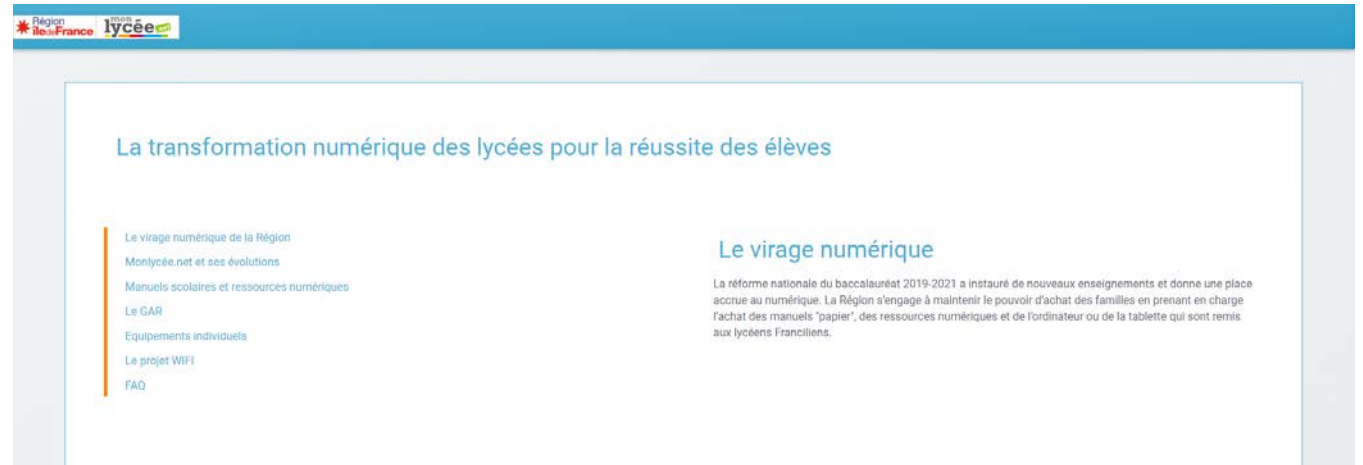 Région
île de France
mon
lycée
La transformation numérique des lycées pour la réussite des élèves
Le virage numérique de la Région
Monlycée.net et ses évolutions
Manuels scolaires et ressources numériques
Le GAR
Equipements individuels
Le projet WIFI
FAQ
Le virage numérique
La réforme nationale du baccalauréat 2019-2021 a instauré de nouveaux enseignements et donne une place
accrue au numérique. La Région s'engage à maintenir le pouvoir d'achat des familles en prenant en charge
l'achat des manuels "papier", des ressources numériques et de l'ordinateur ou de la tablette qui sont remis
aux lycéens Franciliens.